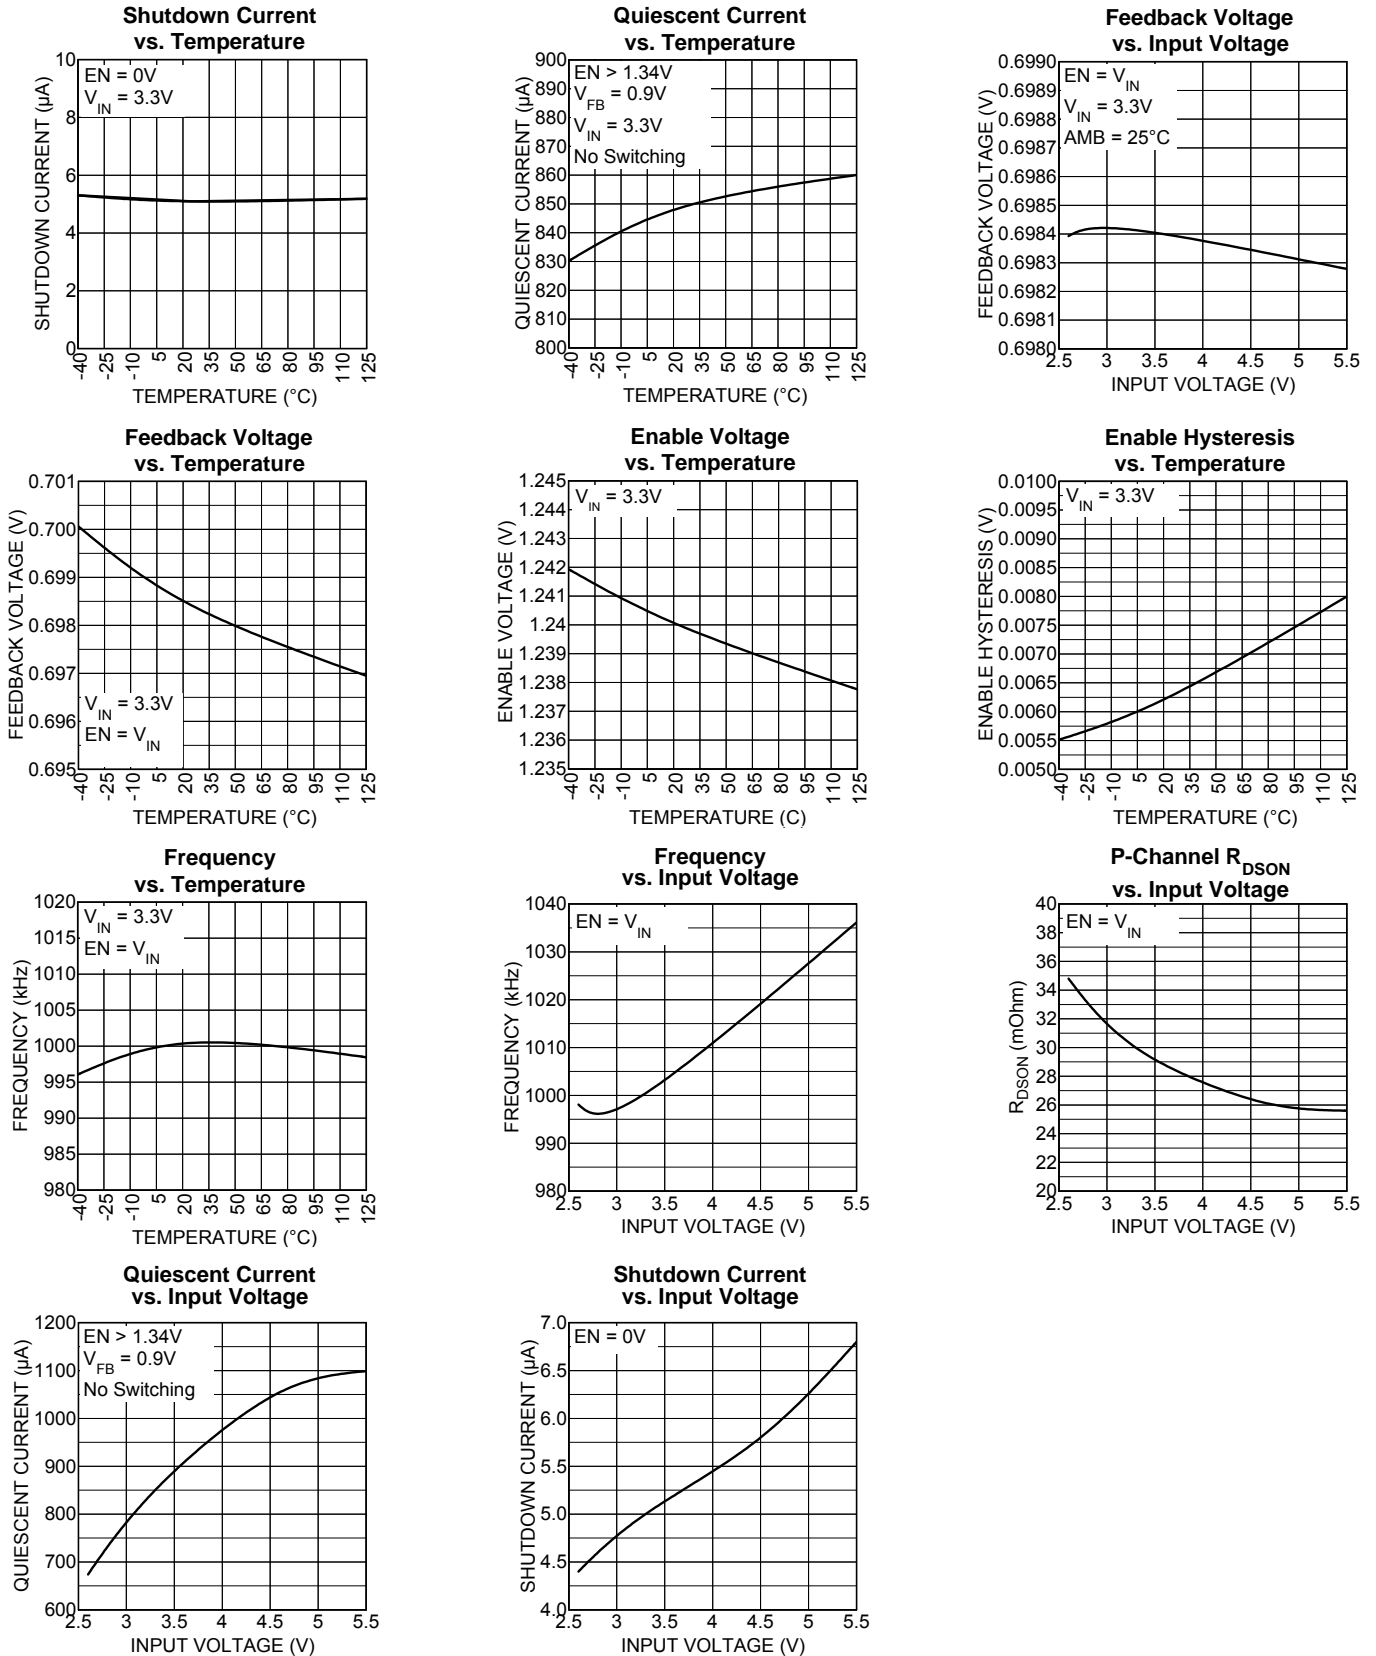 Shutdown Current
vs. Temperature
10
8
6
4
2
0
EN = 0V
VIN = 3.3V
SHUTDOWN CURRENT (µA)
-40 -25 -10 5 20 35 50 65 80 95 110 125
TEMPERATURE (°C)
Quiescent Current
vs. Temperature
900
890
880
870
860
850
840
830
820
810
800
EN > 1.34V
VFB = 0.9V
VIN = 3.3V
No Switching
QUIESCENT CURRENT (µA)
-40 -25 -10 5 20 35 50 65 80 95 110 125
TEMPERATURE (°C)
Feedback Voltage
vs. Input Voltage
0.6990
0.6989
0.6988
0.6987
0.6986
0.6985
0.6984
0.6983
0.6982
0.6981
0.6980
EN = VIN
VIN = 3.3V
AMB = 25°C
FEEDBACK VOLTAGE (V)
2.5 3 3.5 4 4.5 5 5.5
INPUT VOLTAGE (V)
Feedback Voltage
vs. Temperature
0.701
0.700
0.699
0.698
0.697
0.696
0.695
VIN = 3.3V
EN = VIN
FEEDBACK VOLTAGE (V)
-40 -25 -10 5 20 35 50 65 80 95 110 125
TEMPERATURE (°C)
Enable Voltage
vs. Temperature
1.245
1.244
1.243
1.242
1.241
1.24
1.239
1.238
1.237
1.236
1.235
VIN = 3.3V
ENABLE VOLTAGE (V)
-40 -25 -10 5 20 35 50 65 80 95 110 125
TEMPERATURE (C)
Enable Hysteresis
vs. Temperature
0.0100
0.0095
0.0090
0.0085
0.0080
0.0075
0.0070
0.0065
0.0060
0.0055
0.0050
VIN = 3.3V
ENABLE HYSTERESIS (V)
-40 -25 -10 5 20 35 50 65 80 95 110 125
TEMPERATURE (°C)
Frequency
vs. Temperature
1020
1015
1010
1005
1000
995
990
985
980
VIN = 3.3V
EN = VIN
FREQUENCY (kHz)
-40 -25 -10 5 20 35 50 65 80 95 110 125
TEMPERATURE (°C)
Frequency
vs. Input Voltage
1040
1030
1020
1010
1000
990
980
EN = VIN
FREQUENCY (kHz)
2.5 3 3.5 4 4.5 5 5.5
INPUT VOLTAGE (V)
P-Channel RDSON
vs. Input Voltage
40
38
36
34
32
30
28
26
24
22
20
EN = VIN
RDSON (mOhm)
2.5 3 3.5 4 4.5 5 5.5
INPUT VOLTAGE (V)
Quiescent Current
vs. Input Voltage
1200
1100
1000
900
800
700
600
EN > 1.34V
VFB = 0.9V
No Switching
QUIESCENT CURRENT (µA)
2.5 3 3.5 4 4.5 5 5.5
INPUT VOLTAGE (V)
Shutdown Current
vs. Input Voltage
7.0
6.5
6.0
5.5
5.0
4.5
4.0
EN = 0V
SHUTDOWN CURRENT (µA)
2.5 3 3.5 4 4.5 5 5.5
INPUT VOLTAGE (V)